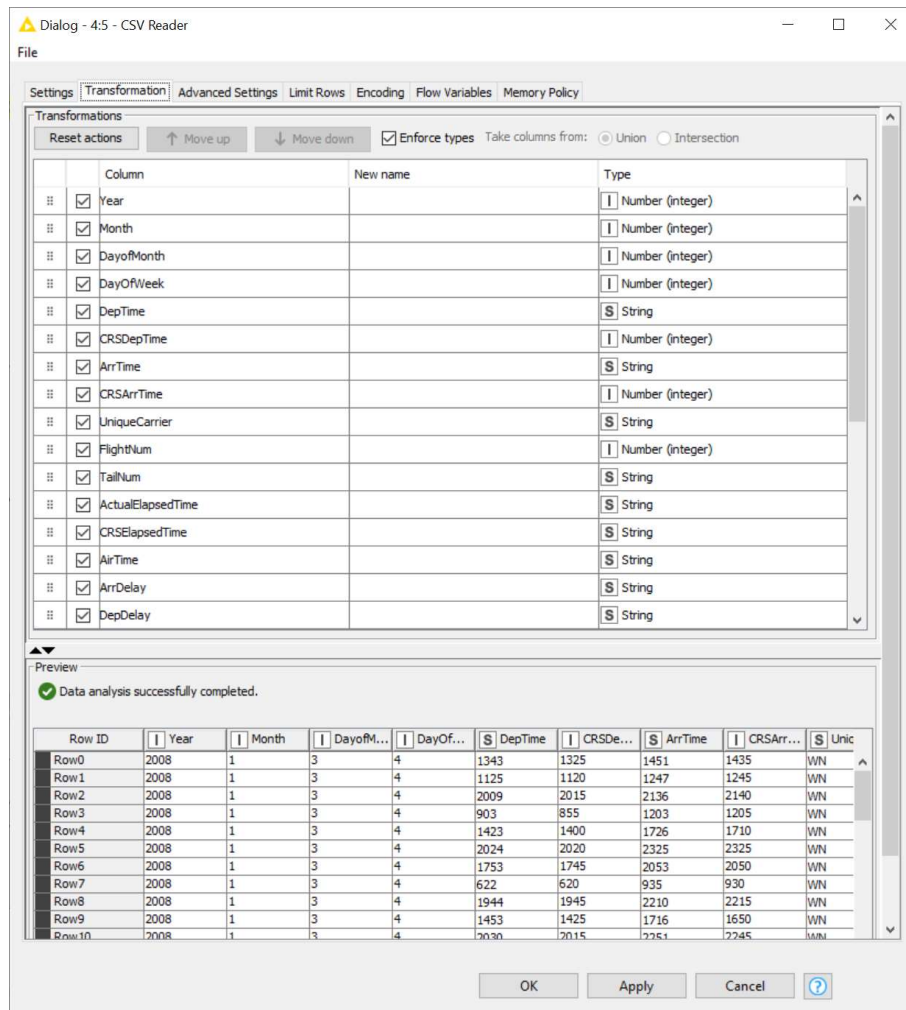 Dialog - 4:5 - CSV Reader
File
Settings Transformation Advanced Settings Limit Rows Encoding Flow Variables Memory Policy
Transformations
Reset actions Move up Move down Enforce types Take columns from: Union Intersection
Column New name Type
Year I Number (integer)
Month I Number (integer)
DayofMonth I Number (integer)
DayOfWeek I Number (integer)
DepTime S String
CRSDepTime I Number (integer)
ArrTime S String
CRSArrTime I Number (integer)
UniqueCarrier S String
FlightNum I Number (integer)
TailNum S String
ActualElapsedTime S String
CRSElapsedTime S String
AirTime S String
ArrDelay S String
DepDelay S String
Preview
Data analysis successfully completed.
Row ID I Year I Month I DayofM... I DayOf... S DepTime I CRSDe... S ArrTime I CRSArr... S Unic
Row0 2008 1 3 4 1343 1325 1451 1435 WN
Row1 2008 1 3 4 1125 1120 1247 1245 WN
Row2 2008 1 3 4 2009 2015 2136 2140 WN
Row3 2008 1 3 4 903 855 1203 1205 WN
Row4 2008 1 3 4 1423 1400 1726 1710 WN
Row5 2008 1 3 4 2024 2020 2325 2325 WN
Row6 2008 1 3 4 1753 1745 2053 2050 WN
Row7 2008 1 3 4 622 620 935 930 WN
Row8 2008 1 3 4 1944 1945 2210 2215 WN
Row9 2008 1 3 4 1453 1425 1716 1650 WN
Row10 2008 1 3 4 2030 2015 2251 2245 WN
OK Apply Cancel ?